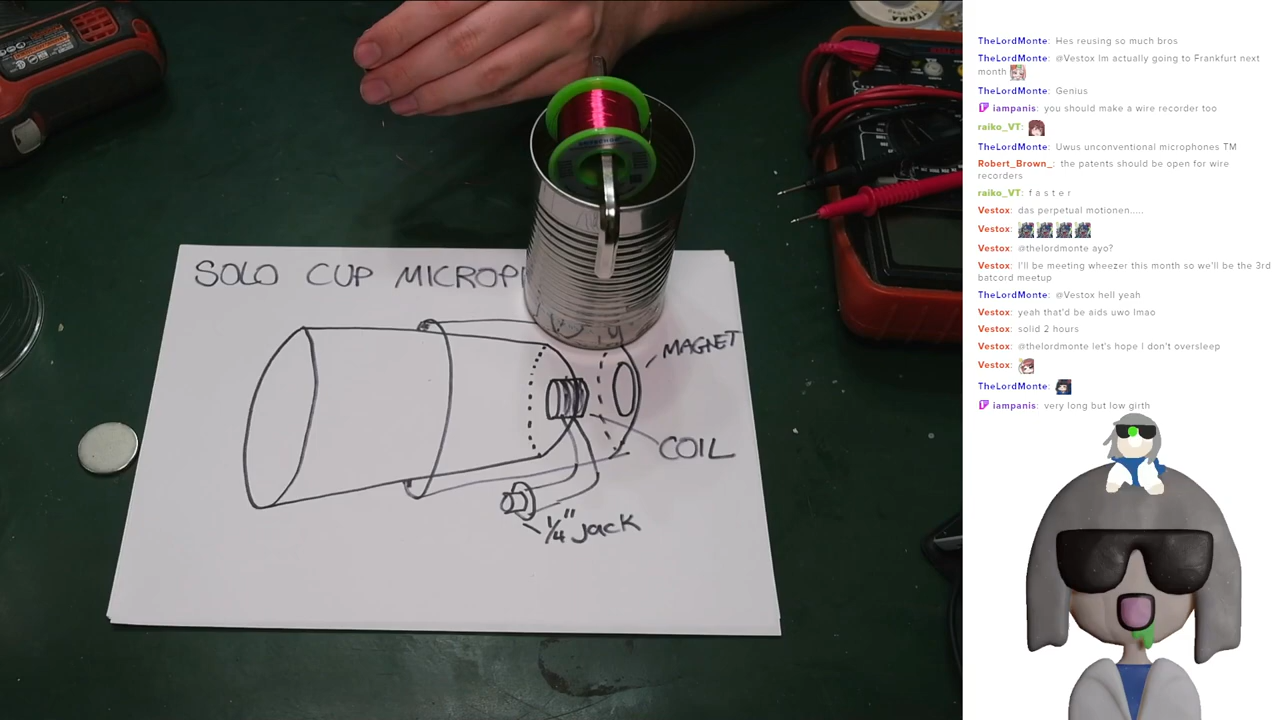 SOLO CUP MICROP
MAGNET
COIL
1/4" JACK
TENMA
TheLordMonte: Hes reusing so much bros
TheLordMonte: @Vestox Im actually going to Frankfurt next
month
TheLordMonte: Genius
iampanis: you should make a wire recorder too
raiko_VT:
TheLordMonte: Uwus unconventional microphones TM
Robert_Brown_: the patents should be open for wire
recorders
raiko_VT: f a s t e r
Vestox: das perpetual motionen.....
Vestox:
Vestox: @thelordmonte ayo?
Vestox: I'll be meeting wheezer this month so we'll be the 3rd
batcord meetup
TheLordMonte: @Vestox hell yeah
Vestox: yeah that'd be aids uwo lmao
Vestox: solid 2 hours
Vestox: @thelordmonte let's hope I don't oversleep
Vestox:
TheLordMonte:
iampanis: very long but low girth